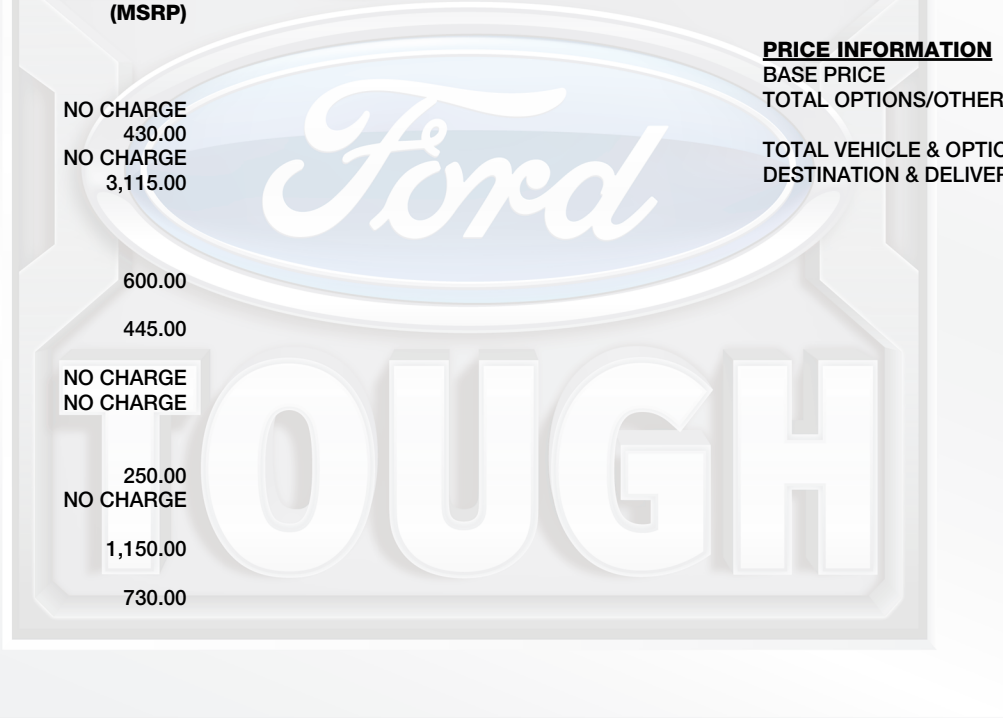 (MSRP)
NO CHARGE
430.00
NO CHARGE
3,115.00
600.00
445.00
NO CHARGE
NO CHARGE
250.00
NO CHARGE
1,150.00
730.00
PRICE INFORMATION
BASE PRICE
TOTAL OPTIONS/OTHER
TOTAL VEHICLE & OPTIO
DESTINATION & DELIVER
Ford
TOUGH